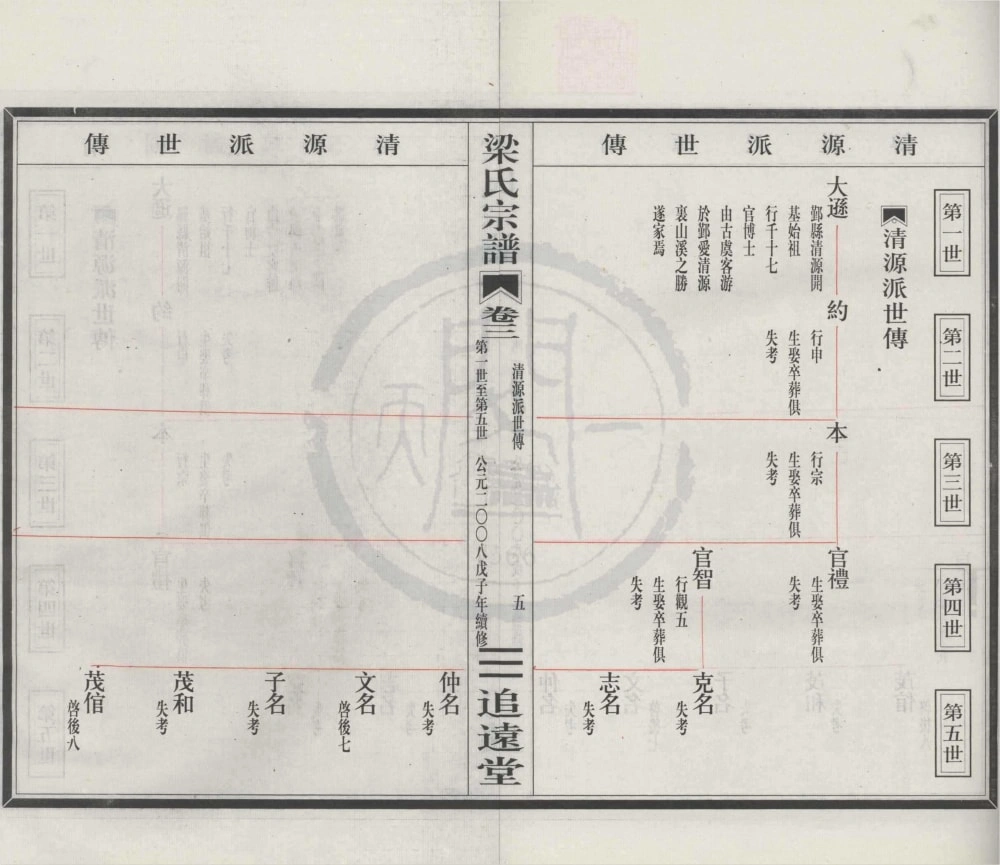 清源派世傳
第一世
第二世
第三世
第四世
第五世
清源派世傳
大遜
鄞縣清源開
基始祖
行千十七
官博士
由古虞客游
於鄞愛清源
裏山溪之勝
遂家焉
約
行申
生娶卒葬俱
失考
本
行宗
生娶卒葬俱
失考
官禮
生娶卒葬俱
失考
官智
行觀五
生娶卒葬俱
失考
克名
失考
志名
失考
梁氏宗譜
卷三
清源派世傳
第一世至第五世
公元二〇〇八戊子年續修
五
追遠堂
清源派世傳
仲名
失考
文名
啓後七
子名
失考
茂和
失考
茂倌
啓後八